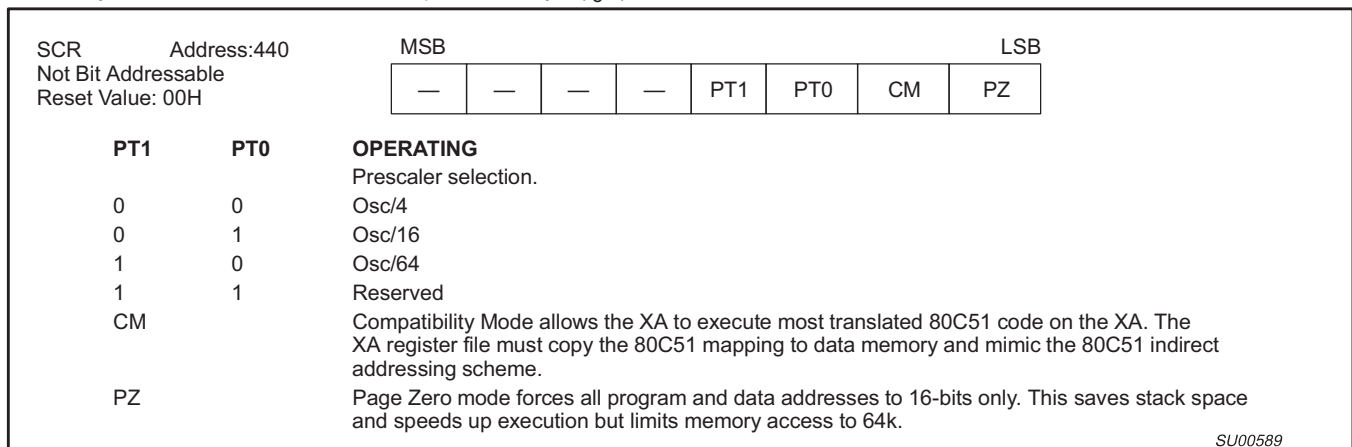 SCR Address:440 MSB LSB
Not Bit Addressable
Reset Value: 00H — — — — PT1 PT0 CM PZ
PT1 PT0 OPERATING
Prescaler selection.
0 0 Osc/4
0 1 Osc/16
1 0 Osc/64
1 1 Reserved
CM Compatibility Mode allows the XA to execute most translated 80C51 code on the XA. The
XA register file must copy the 80C51 mapping to data memory and mimic the 80C51 indirect
addressing scheme.
PZ Page Zero mode forces all program and data addresses to 16-bits only. This saves stack space
and speeds up execution but limits memory access to 64k.
SU00589